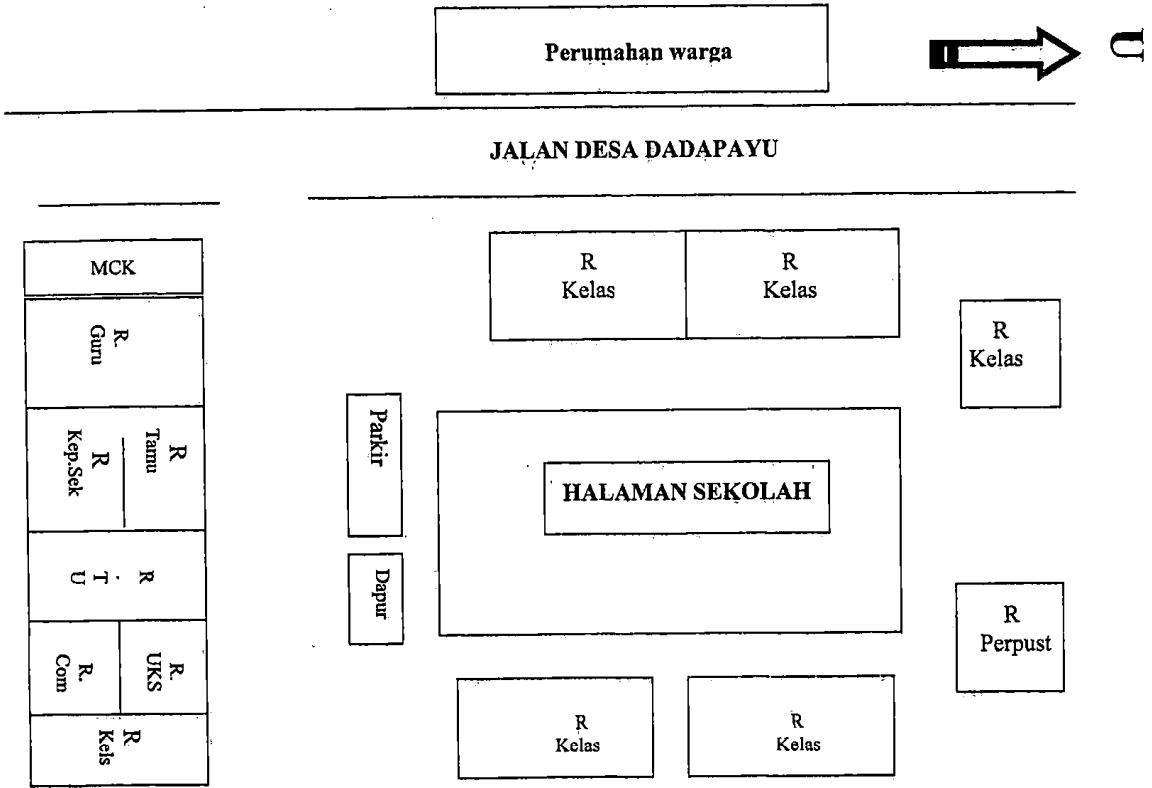 Perumahan warga
U
JALAN DESA DADAPAYU
MCK
R.
Guru
R
Tamu
R
Kep.Sek
R
T
U
R.
UKS
R.
Com
R
Kels
Parkir
Dapur
R
Kelas
R
Kelas
R
Kelas
HALAMAN SEKOLAH
R
Perpust
R
Kelas
R
Kelas